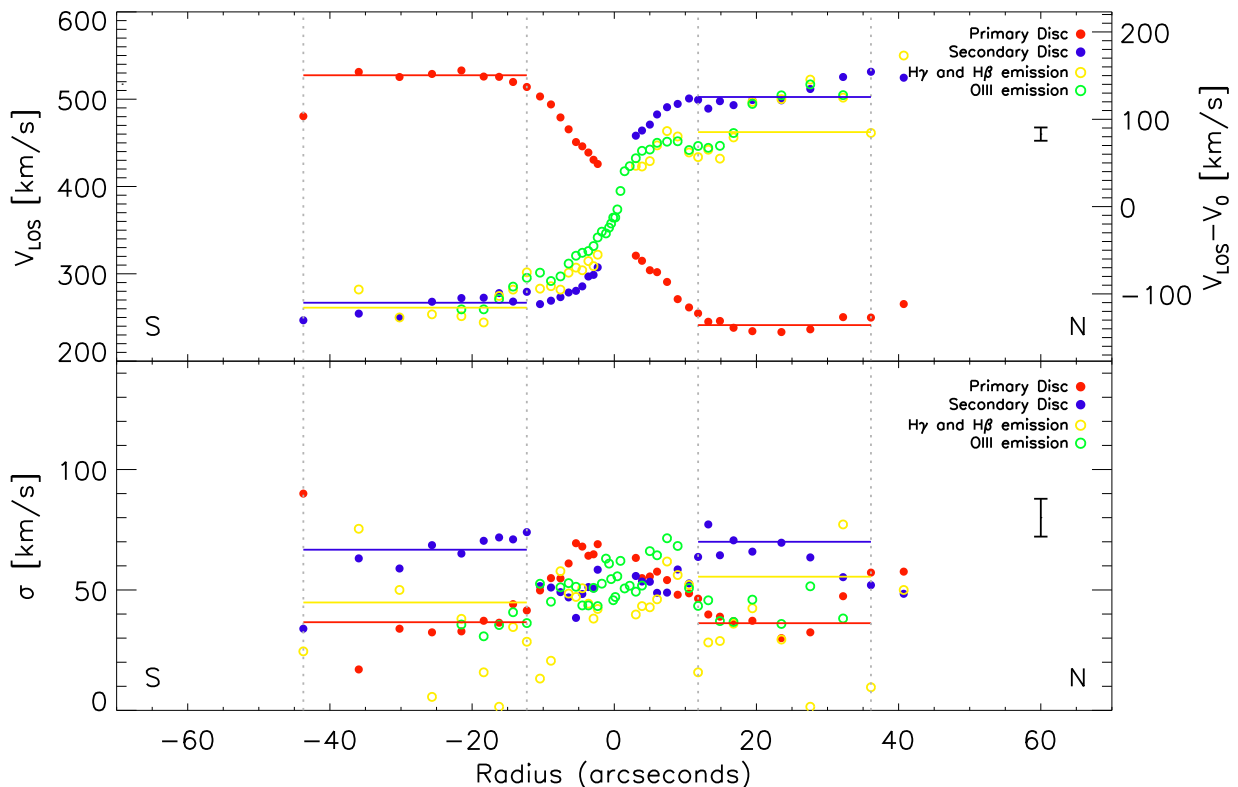 600
500
400
300
200
V_LOS [km/s]
200
100
0
−100
V_LOS−V_0 [km/s]
Primary Disc
Secondary Disc
Hγ and Hβ emission
OIII emission
S
N
100
50
0
σ [km/s]
Primary Disc
Secondary Disc
Hγ and Hβ emission
OIII emission
S
N
−60 −40 −20 0 20 40 60
Radius (arcseconds)